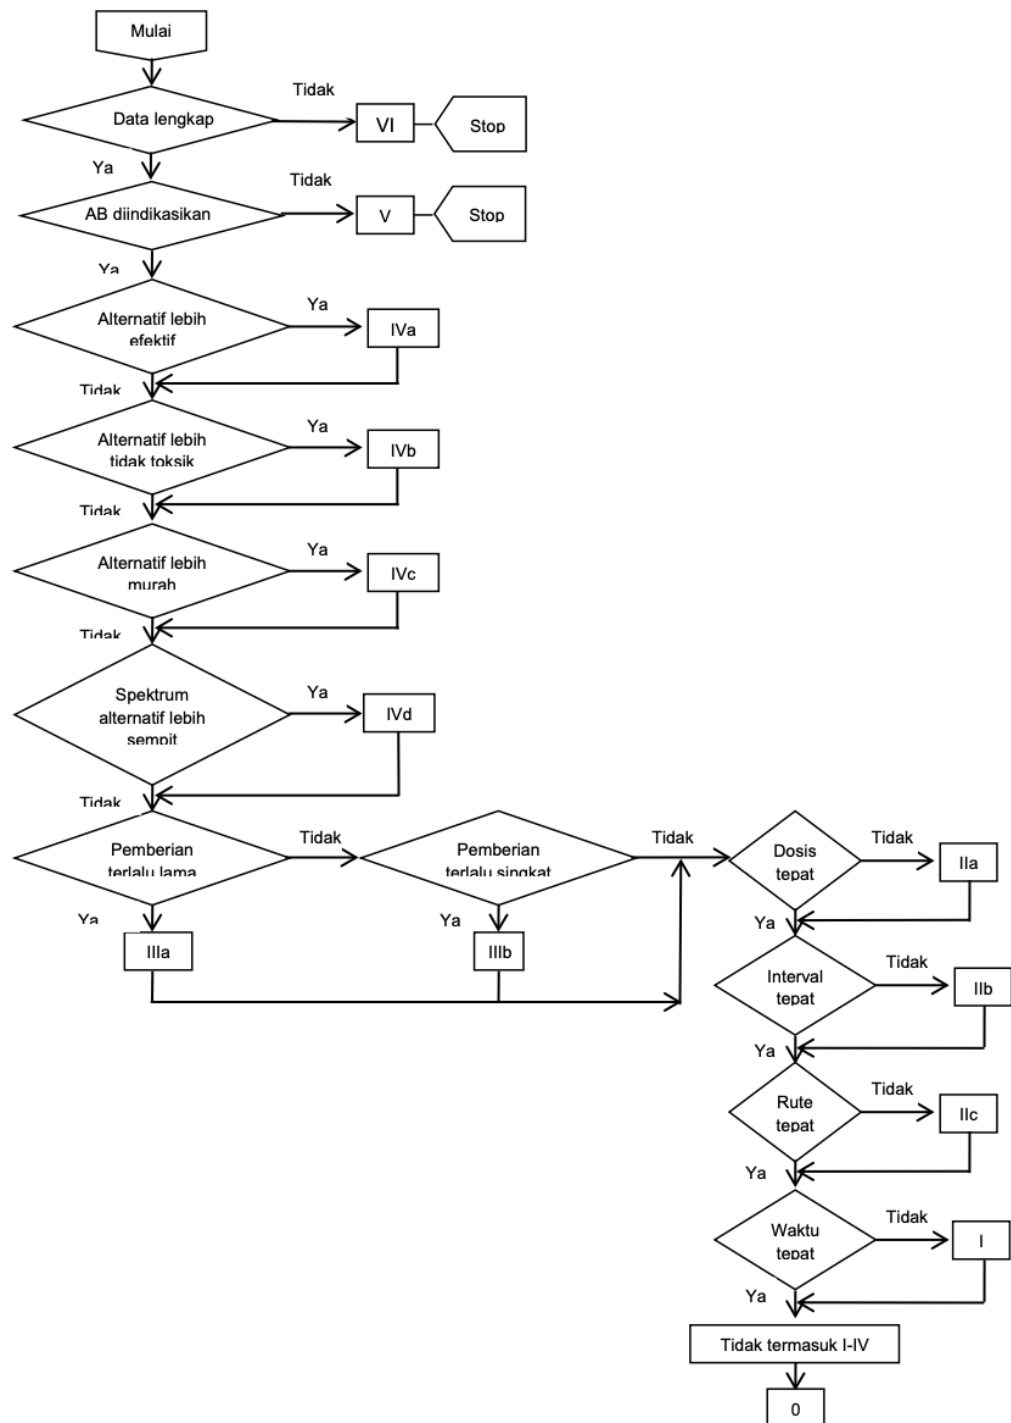 Mulai
Tidak
Data lengkap
VI
Stop
Ya
Tidak
AB diindikasikan
V
Stop
Ya
Ya
Alternatif lebih
efektif
IVa
Tidak
Ya
Alternatif lebih
tidak toksik
IVb
Tidak
Ya
Alternatif lebih
murah
IVc
Tidak
Ya
Spektrum
alternatif lebih
sempit
IVd
Tidak
Pemberian
terlalu lama
Tidak
Ya
IIIa
Pemberian
terlalu singkat
Tidak
Ya
IIIb
Dosis
tepat
Tidak
IIa
Ya
Interval
tepat
Tidak
IIb
Ya
Rute
tepat
Tidak
IIc
Ya
Waktu
tepat
Tidak
I
Ya
Tidak termasuk I-IV
0